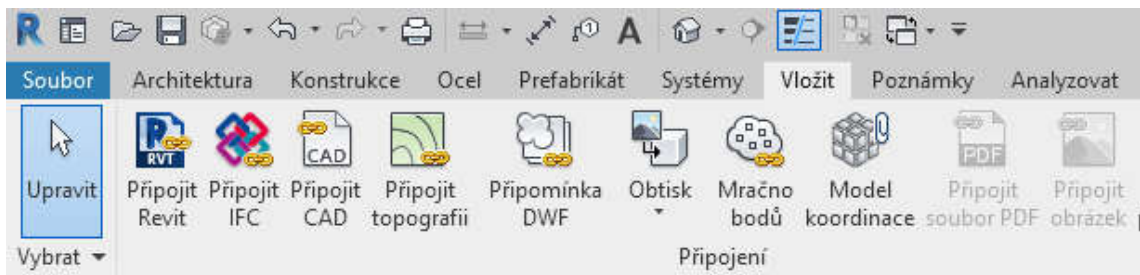 R
A
Soubor Architektura Konstrukce Ocel Prefabrikát Systémy Vložit Poznámky Analyzovat
RVT CAD PDF
Upravit Připojit Připojit Připojit Připojit Připomínka Obtisk Mračno Model Připojit Připojit
Revit IFC CAD topografii DWF bodů koordinace soubor PDF obrázek
Vybrat Připojení